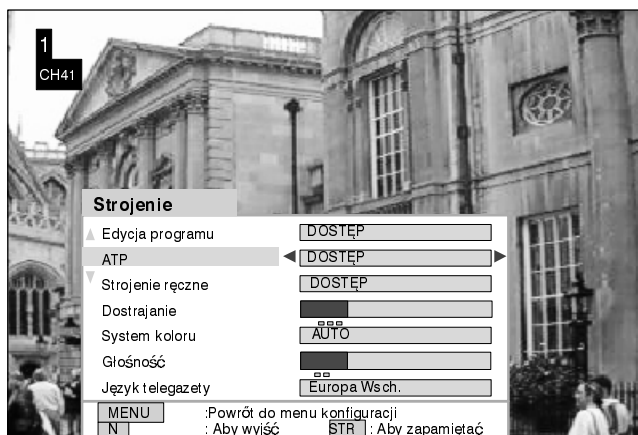 1
CH41
Strojenie
Edycja programu DOSTĘP
ATP DOSTĘP
Strojenie ręczne DOSTĘP
Dostrajanie
System koloru AUTO
Głośność
Język telegazety Europa Wsch.
MENU :Powrót do menu konfiguracji
N : Aby wyjść STR : Aby zapamiętać